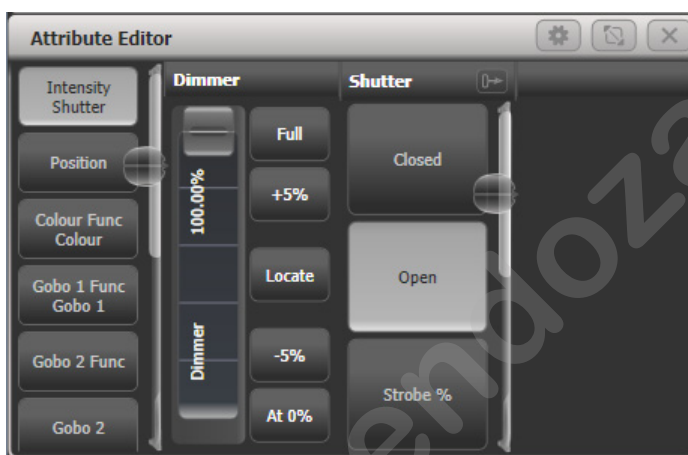 Attribute Editor
Intensity
Shutter
Position
Colour Func
Colour
Gobo 1 Func
Gobo 1
Gobo 2 Func
Gobo 2
Dimmer
100.00%
Dimmer
Full
+5%
Locate
-5%
At 0%
Shutter
Closed
Open
Strobe %